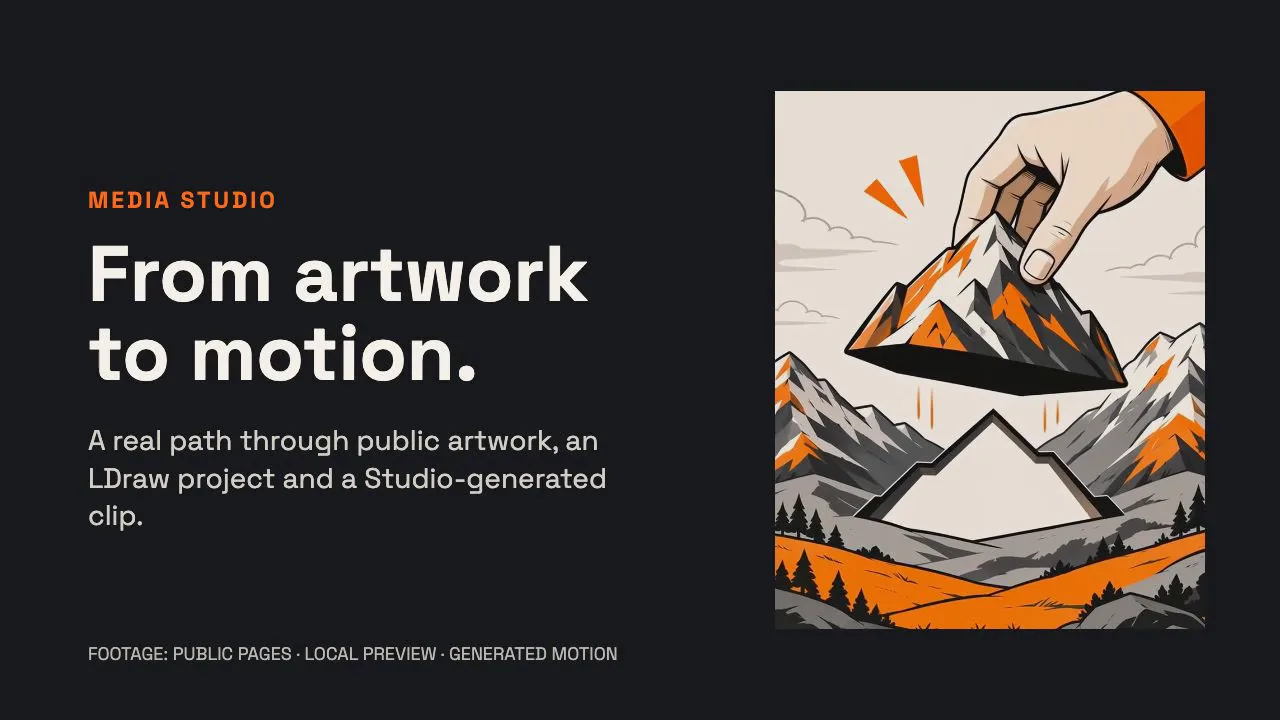 MEDIA STUDIO
From artwork
to motion.
A real path through public artwork, an
LDraw project and a Studio-generated
clip.
FOOTAGE: PUBLIC PAGES · LOCAL PREVIEW · GENERATED MOTION